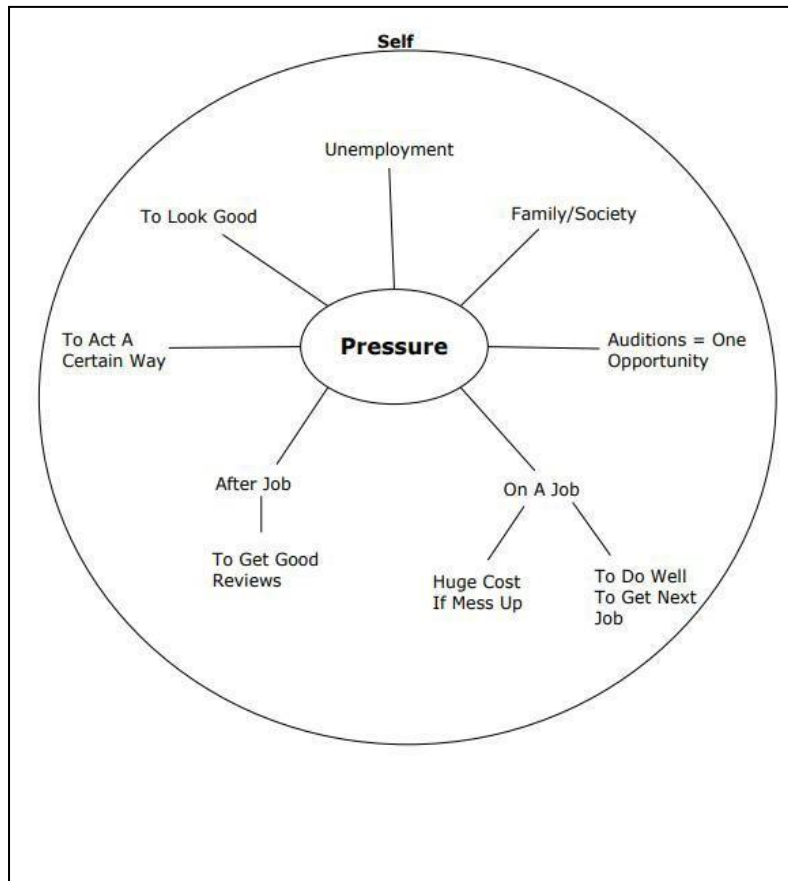 Self
Unemployment
To Look Good
Family/Society
To Act A
Certain Way
Pressure
Auditions = One
Opportunity
After Job
On A Job
To Get Good
Reviews
Huge Cost
If Mess Up
To Do Well
To Get Next
Job